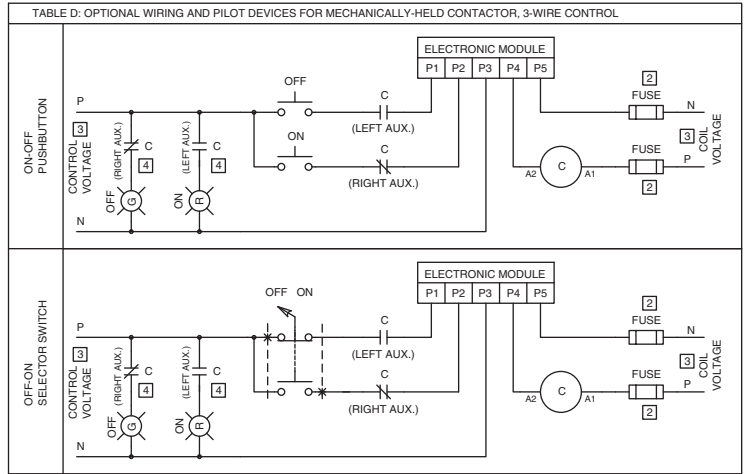 TABLE D: OPTIONAL WIRING AND PILOT DEVICES FOR MECHANICALLY-HELD CONTACTOR, 3-WIRE CONTROL
ON-OFF
PUSHBUTTON
P
3
CONTROL
VOLTAGE
N
(RIGHT AUX.)
C
4
OFF
G
(LEFT AUX.)
C
4
ON
R
OFF
ON
C
(LEFT AUX.)
C
(RIGHT AUX.)
ELECTRONIC MODULE
P1 P2 P3 P4 P5
2
FUSE
N
3
COIL
VOLTAGE
FUSE
P
A2 C A1
2
OFF-ON
SELECTOR SWITCH
P
3
CONTROL
VOLTAGE
N
(RIGHT AUX.)
C
4
OFF
G
(LEFT AUX.)
C
4
ON
R
OFF ON
C
(LEFT AUX.)
C
(RIGHT AUX.)
ELECTRONIC MODULE
P1 P2 P3 P4 P5
2
FUSE
N
3
COIL
VOLTAGE
FUSE
P
A2 C A1
2